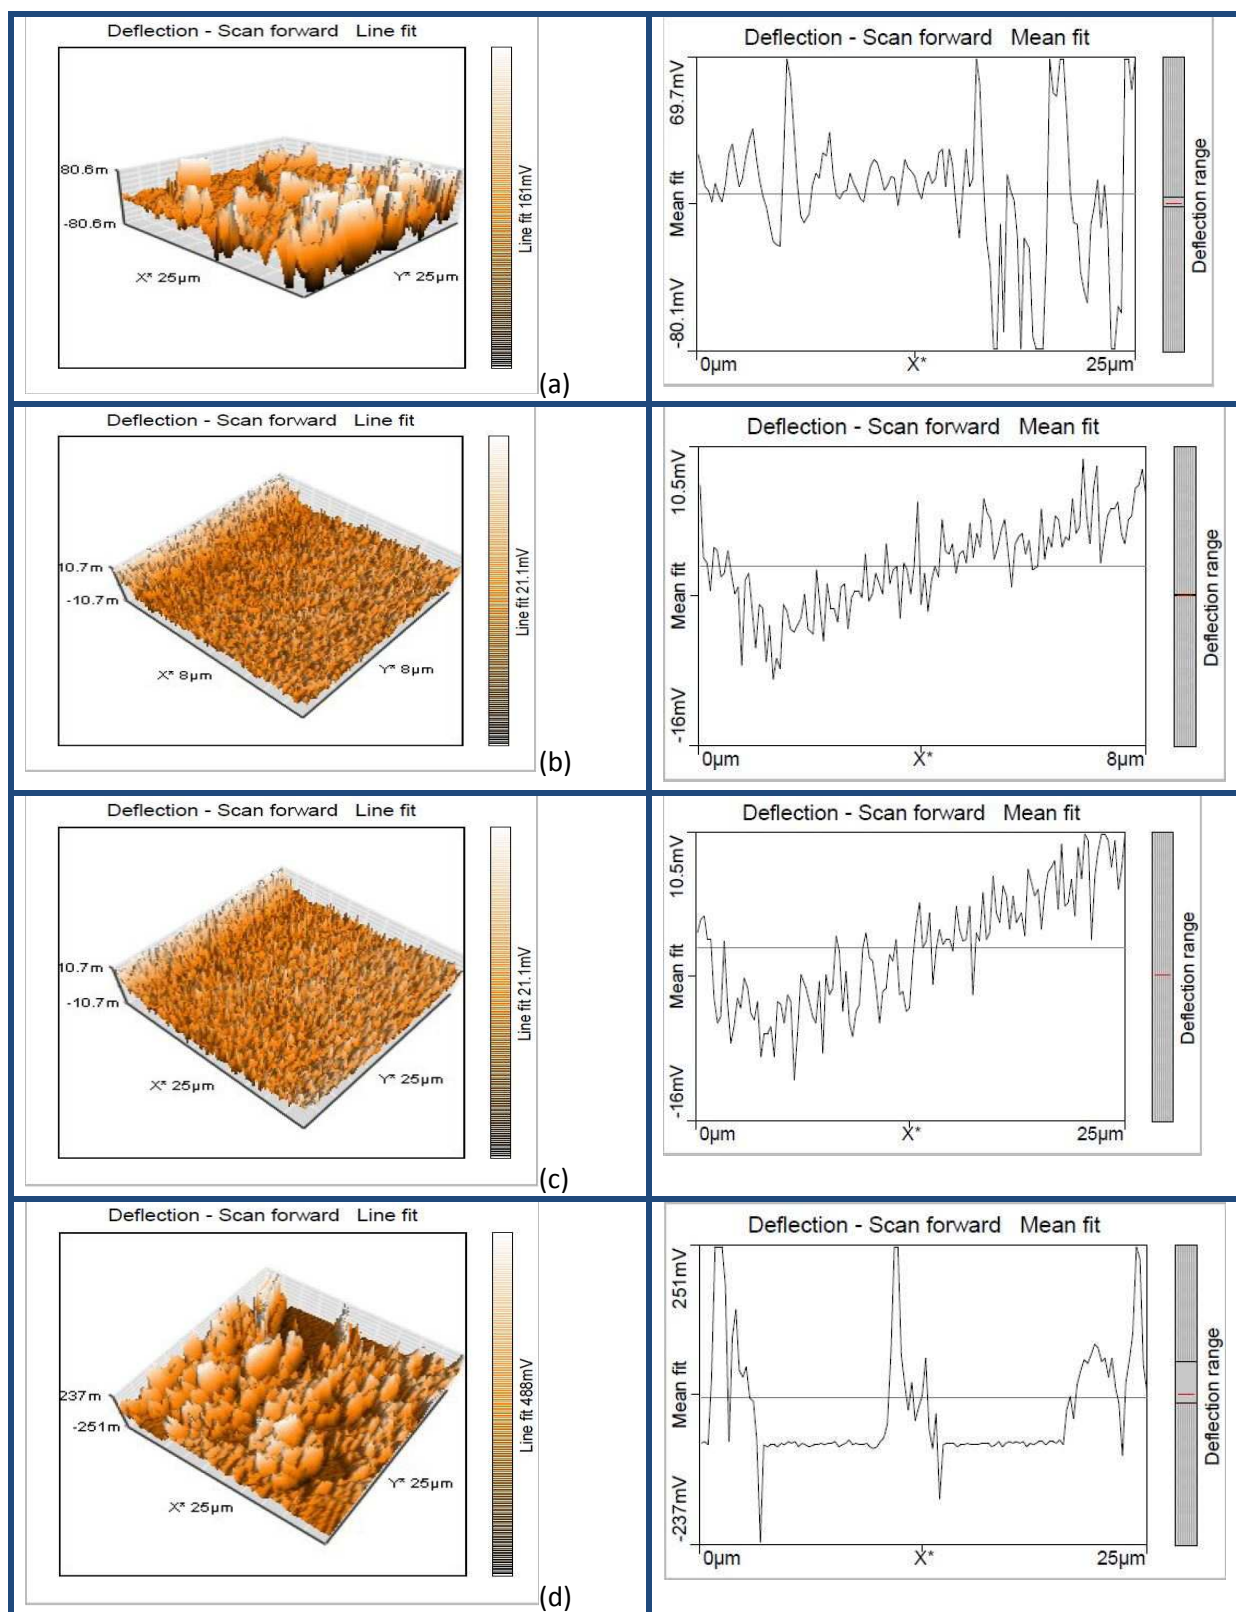 Deflection - Scan forward Line fit
80.6m
-80.6m
X* 25µm
Y* 25µm
Line fit 161mV
(a)
Deflection - Scan forward Mean fit
69.7mV
Mean fit
-80.1mV
0µm
X*
25µm
Deflection range
Deflection - Scan forward Line fit
10.7m
-10.7m
X* 8µm
Y* 8µm
Line fit 21.1mV
(b)
Deflection - Scan forward Mean fit
10.5mV
Mean fit
-16mV
0µm
X*
8µm
Deflection range
Deflection - Scan forward Line fit
10.7m
-10.7m
X* 25µm
Y* 25µm
Line fit 21.1mV
(c)
Deflection - Scan forward Mean fit
10.5mV
Mean fit
-16mV
0µm
X*
25µm
Deflection range
Deflection - Scan forward Line fit
237m
-251m
X* 25µm
Y* 25µm
Line fit 488mV
(d)
Deflection - Scan forward Mean fit
251mV
Mean fit
-237mV
0µm
X*
25µm
Deflection range